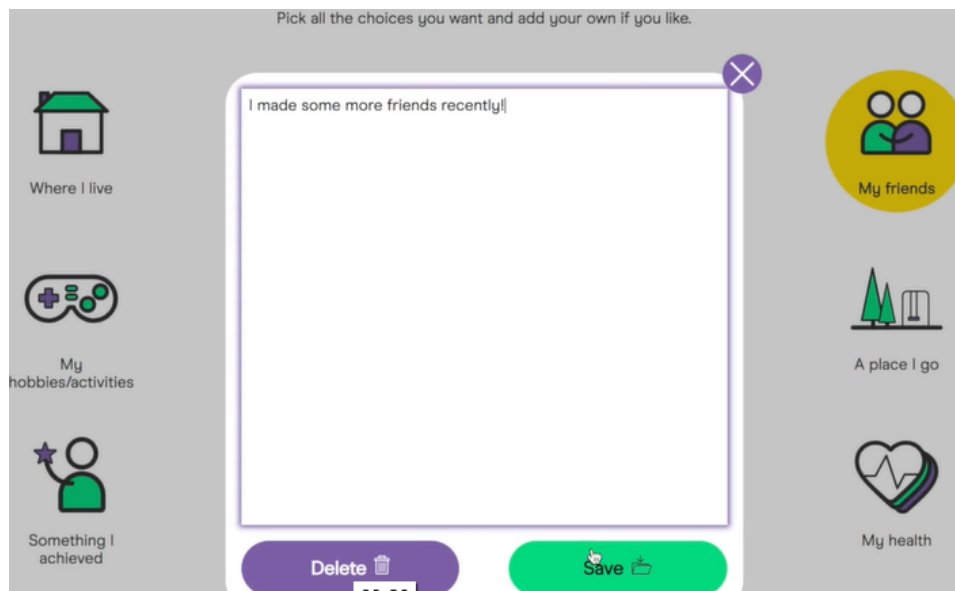 Pick all the choices you want and add your own if you like.
I made some more friends recently!
Where I live
My friends
My
hobbies/activities
A place I go
Something I
achieved
My health
Delete
Save